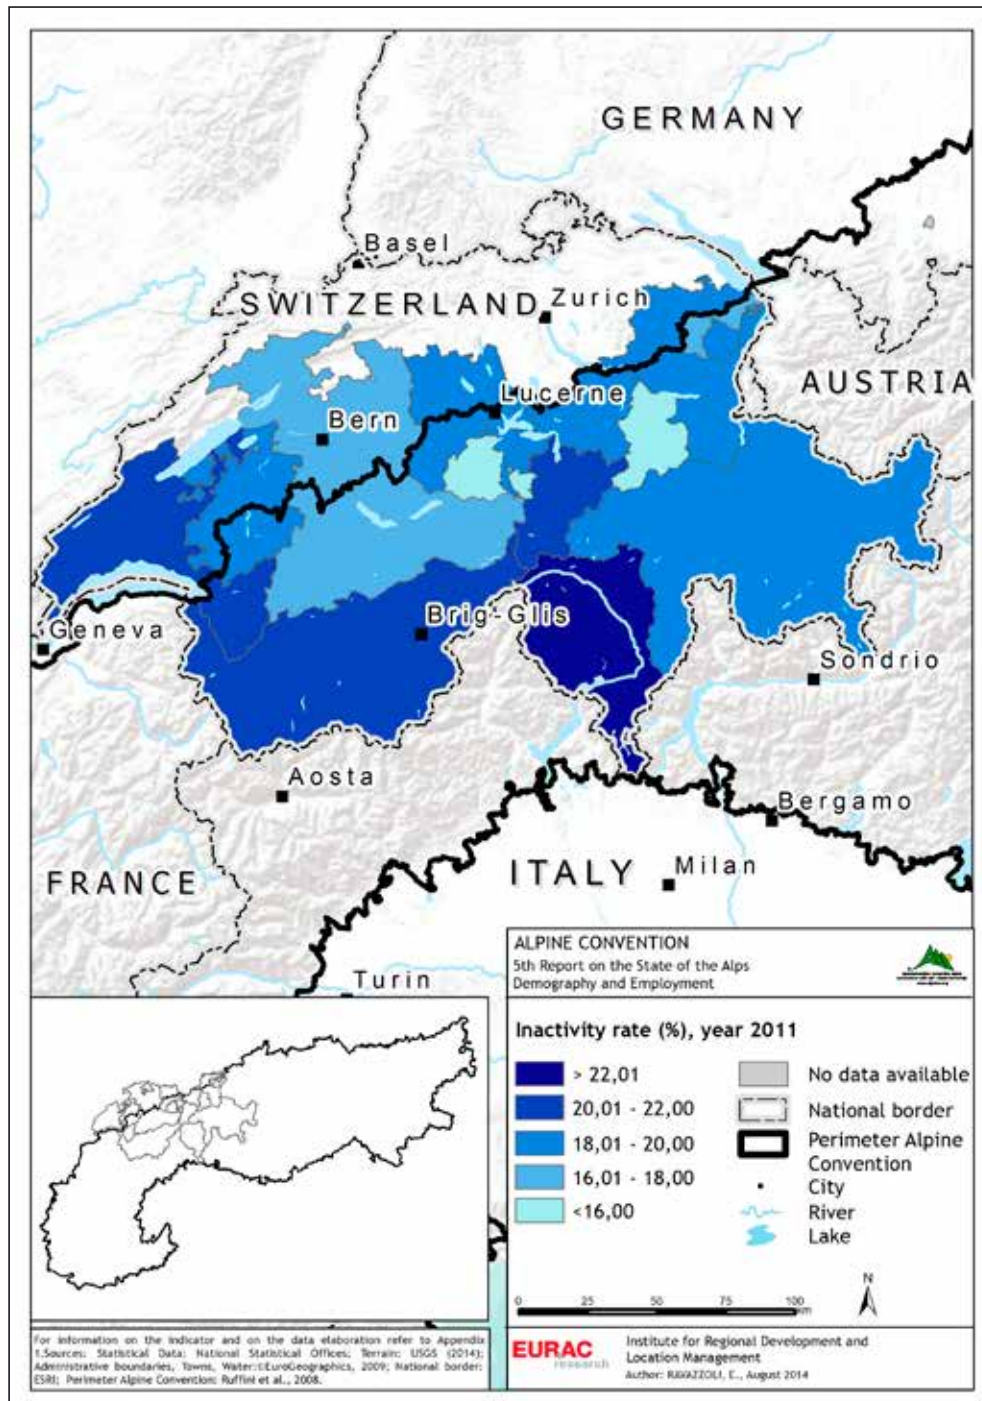 GERMANY
Basel
SWITZERLAND
Zurich
AUSTRIA
Lucerne
Bern
Geneva
Brig-Glis
Sondrio
Aosta
Bergamo
FRANCE
ITALY
Milan
Turin
ALPINE CONVENTION
5th Report on the State of the Alps
Demography and Employment
Inactivity rate (%), year 2011
> 22,01
20,01 - 22,00
18,01 - 20,00
16,01 - 18,00
<16,00
No data available
National border
Perimeter Alpine
Convention
City
River
Lake
0 25 50 75 100
km
N
For information on the indicator and on the data elaboration refer to Appendix
1.Sources: Statistical Data: National Statistical Offices; Terrain: USGS (2014);
Administrative boundaries, Towns, Water:©EuroGeographics, 2009; National border:
ESRI; Perimeter Alpine Convention: Ruffini et al., 2008.
EURAC
research
Institute for Regional Development and
Location Management
Author: RAVAZZOLI, E., August 2014